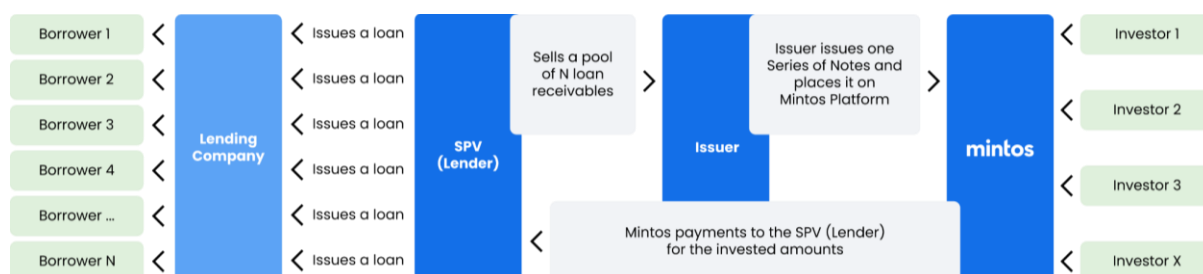 Borrower 1
Borrower 2
Borrower 3
Borrower 4
Borrower ...
Borrower N
Lending
Company
Issues a loan
Issues a loan
Issues a loan
Issues a loan
Issues a loan
Issues a loan
SPV
(Lender)
Sells a pool
of N loan
receivables
Issuer
Issuer issues one
Series of Notes and
places it on
Mintos Platform
Mintos payments to the SPV (Lender)
for the invested amounts
mintos
Investor 1
Investor 2
Investor 3
Investor X